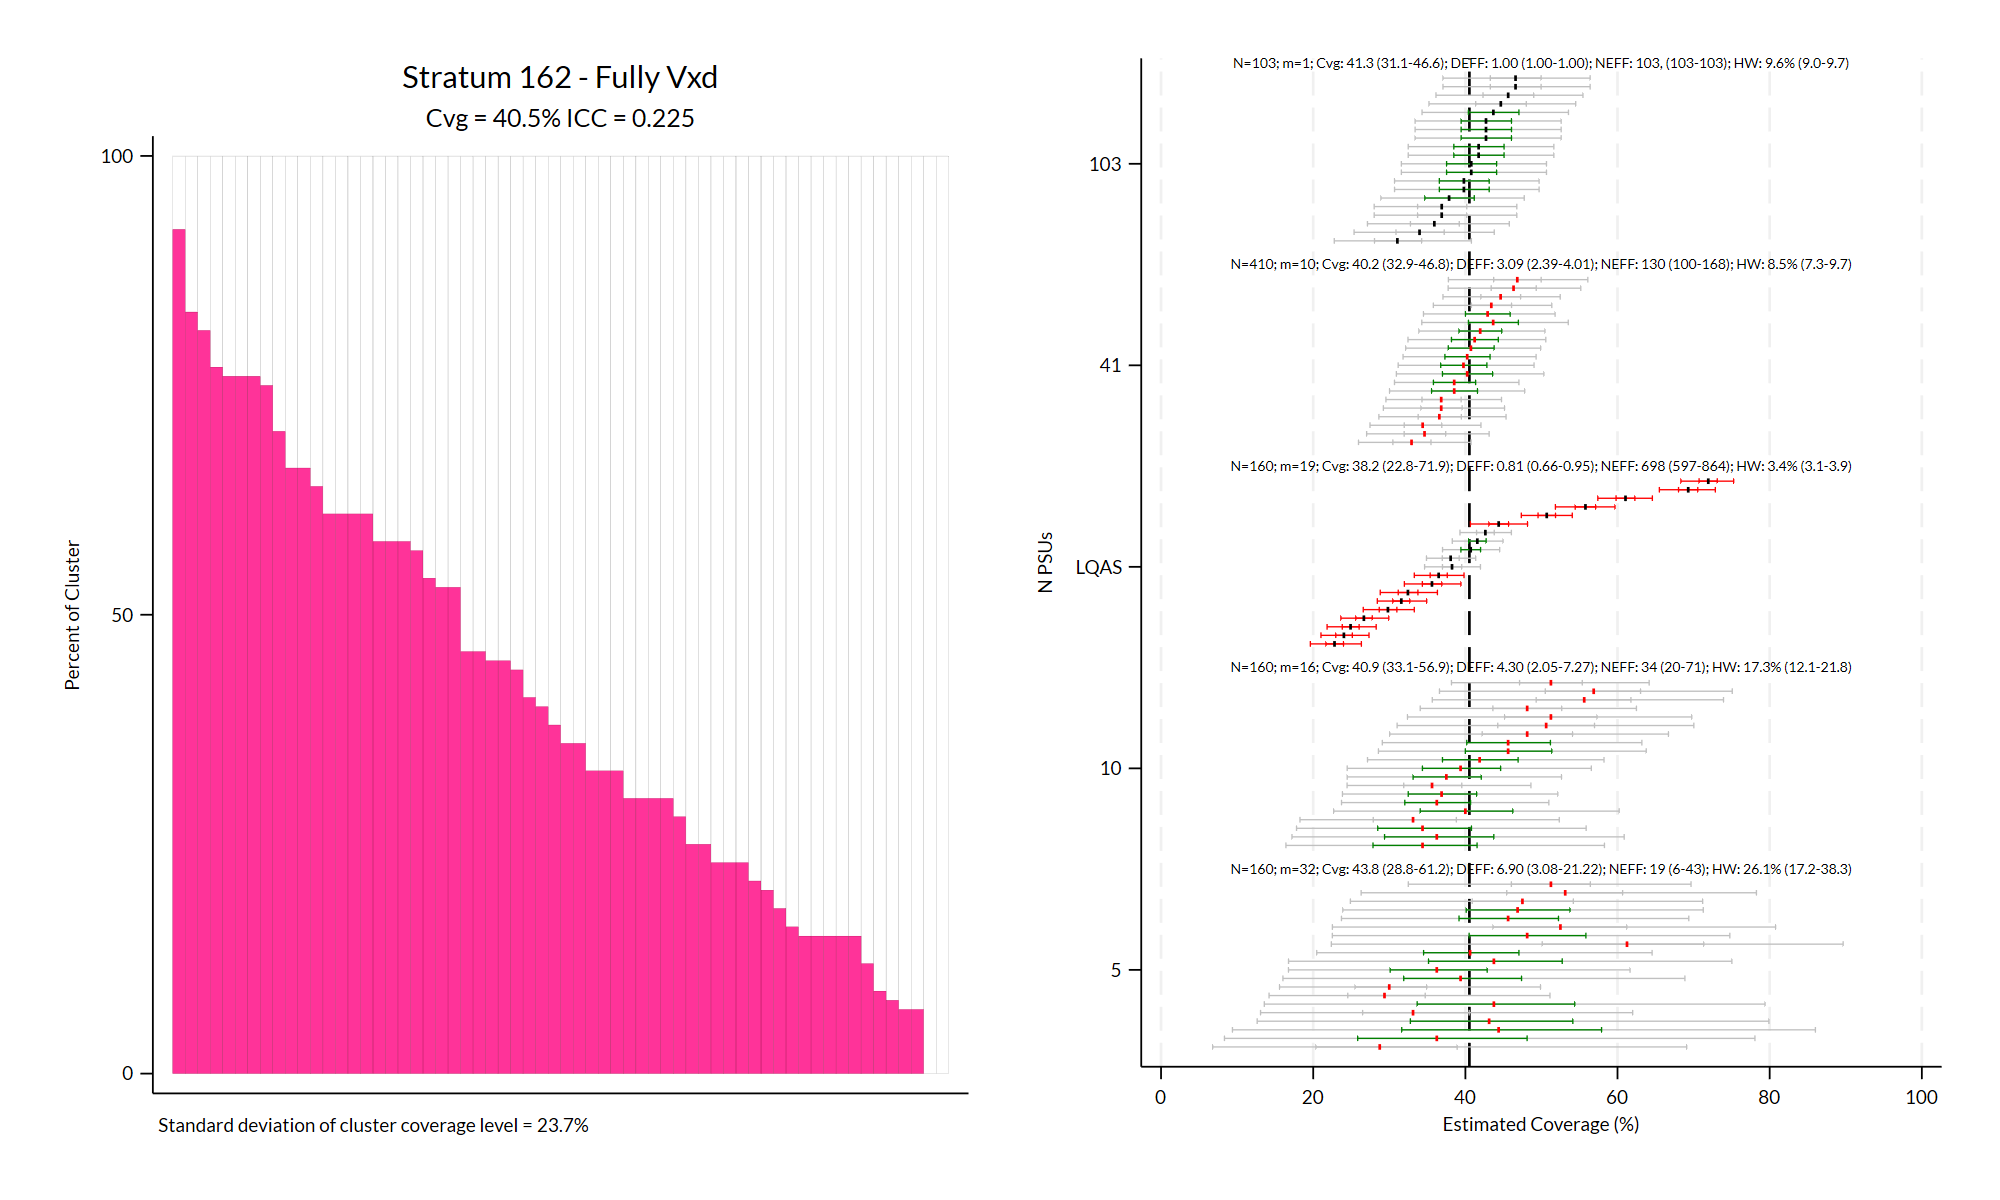 Stratum 162 - Fully Vxd
Cvg = 40.5% ICC = 0.225
100
50
0
Percent of Cluster
Standard deviation of cluster coverage level = 23.7%
N=103; m=1; Cvg: 41.3 (31.1-46.6); DEFF: 1.00 (1.00-1.00); NEFF: 103, (103-103); HW: 9.6% (9.0-9.7)
103
N=410; m=10; Cvg: 40.2 (32.9-46.8); DEFF: 3.09 (2.39-4.01); NEFF: 130 (100-168); HW: 8.5% (7.3-9.7)
41
N=160; m=19; Cvg: 38.2 (22.8-71.9); DEFF: 0.81 (0.66-0.95); NEFF: 698 (597-864); HW: 3.4% (3.1-3.9)
LQAS
N PSUs
N=160; m=16; Cvg: 40.9 (33.1-56.9); DEFF: 4.30 (2.05-7.27); NEFF: 34 (20-71); HW: 17.3% (12.1-21.8)
10
N=160; m=32; Cvg: 43.8 (28.8-61.2); DEFF: 6.90 (3.08-21.22); NEFF: 19 (6-43); HW: 26.1% (17.2-38.3)
5
0 20 40 60 80 100
Estimated Coverage (%)